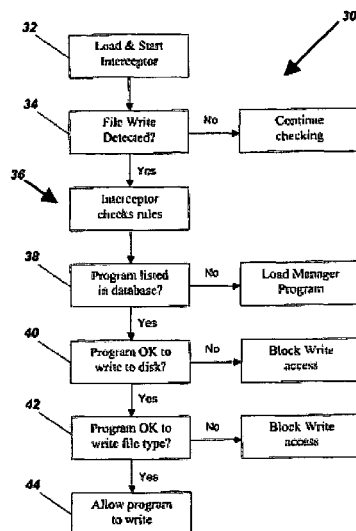 30
32
Load & Start
Interceptor
34
File Write
Detected?
No
Continue
checking
Yes
36
Interceptor
checks rules
38
Program listed
in database?
No
Load Manager
Program
Yes
40
Program OK to
write to disk?
No
Block Write
access
Yes
42
Program OK to
write file type?
No
Block Write
access
Yes
44
Allow program
to write